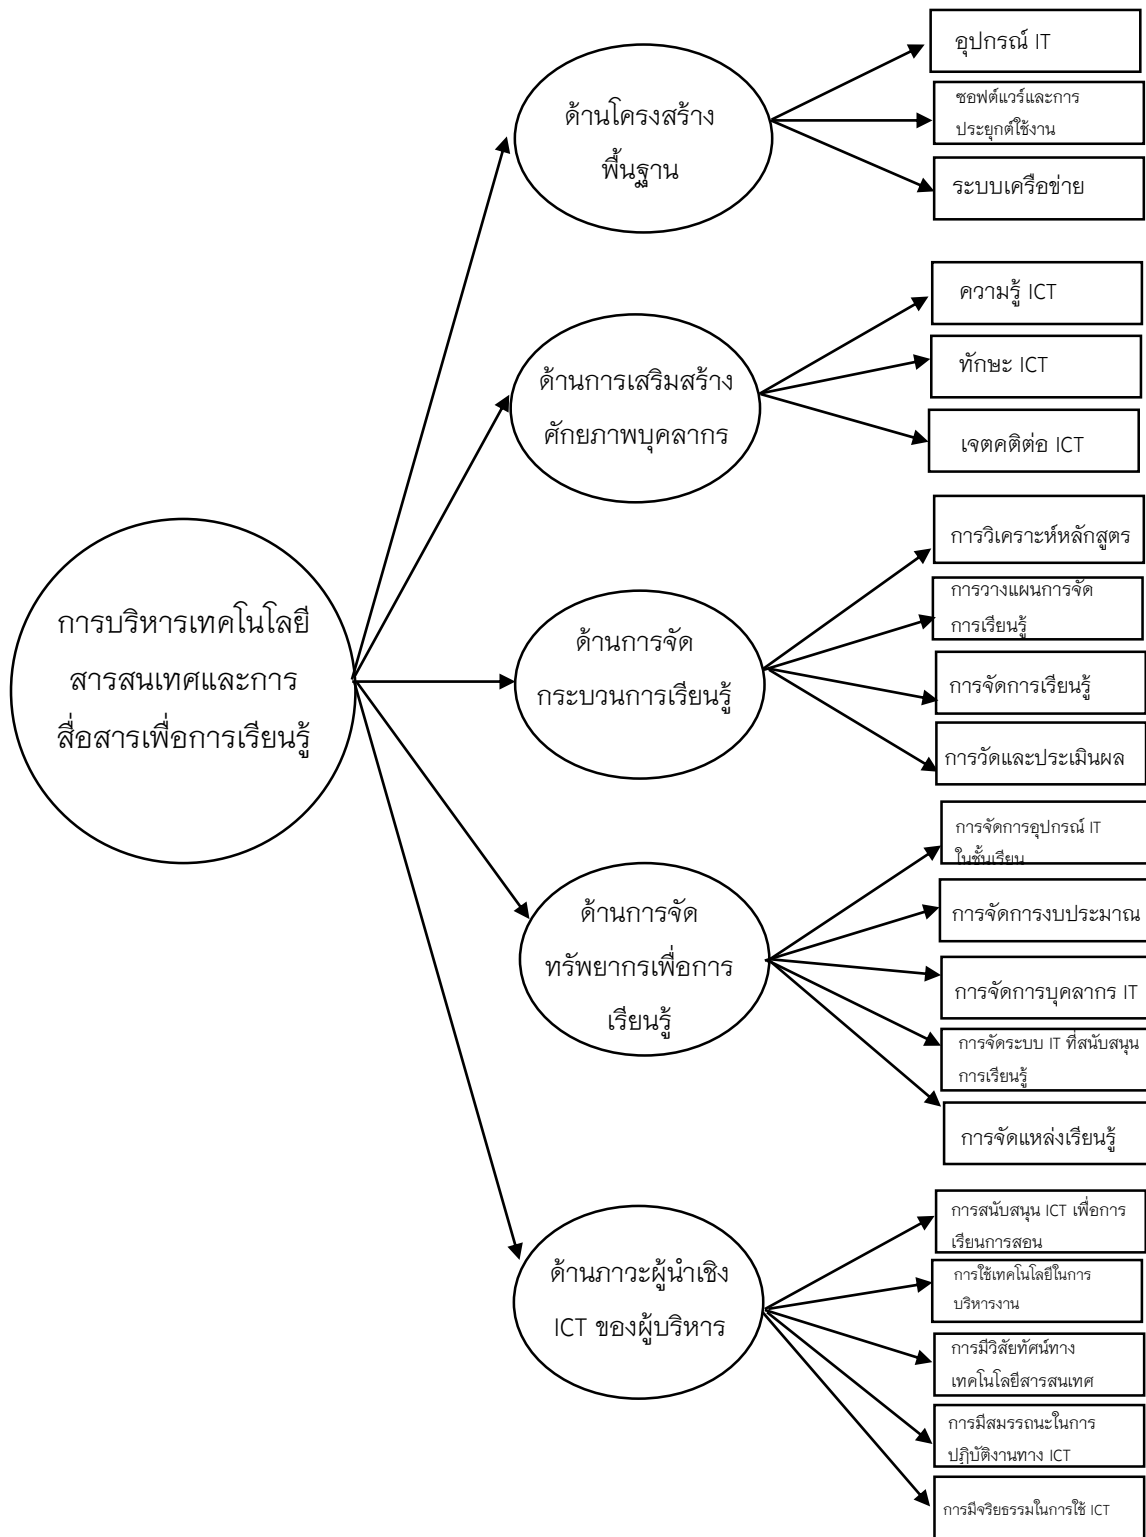 การบริหารเทคโนโลยี
สารสนเทศและการ
สื่อสารเพื่อการเรียนรู้
ด้านโครงสร้าง
พื้นฐาน
อุปกรณ์ IT
ซอฟต์แวร์และการ
ประยุกต์ใช้งาน
ระบบเครือข่าย
ด้านการเสริมสร้าง
ศักยภาพบุคลากร
ความรู้ ICT
ทักษะ ICT
เจตคติต่อ ICT
ด้านการจัด
กระบวนการเรียนรู้
การวิเคราะห์หลักสูตร
การวางแผนการจัด
การเรียนรู้
การจัดการเรียนรู้
การวัดและประเมินผล
ด้านการจัด
ทรัพยากรเพื่อการ
เรียนรู้
การจัดการอุปกรณ์ IT
ในชั้นเรียน
การจัดการงบประมาณ
การจัดการบุคลากร IT
การจัดระบบ IT ที่สนับสนุน
การเรียนรู้
การจัดแหล่งเรียนรู้
ด้านภาวะผู้นำเชิง
ICT ของผู้บริหาร
การสนับสนุน ICT เพื่อการ
เรียนการสอน
การใช้เทคโนโลยีในการ
บริหารงาน
การมีวิสัยทัศน์ทาง
เทคโนโลยีสารสนเทศ
การมีสมรรถนะในการ
ปฏิบัติงานทาง ICT
การมีจริยธรรมในการใช้ ICT